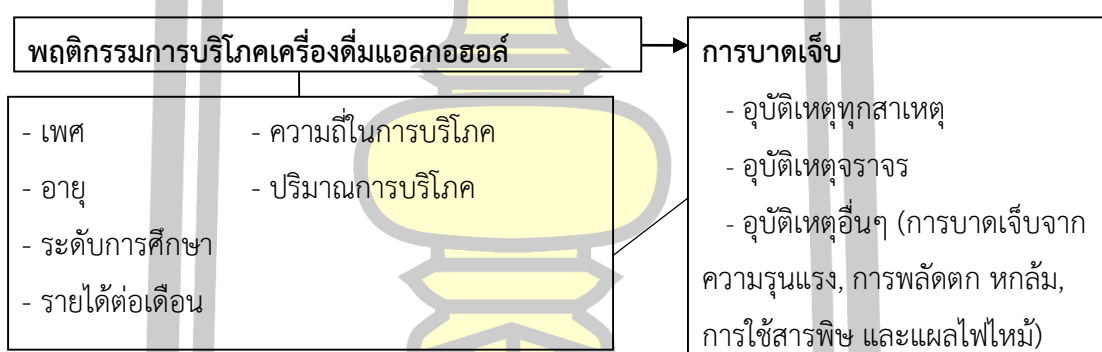 พฤติกรรมการบริโภคเครื่องดื่มแอลกอฮอล์
- เพศ - ความถี่ในการบริโภค
- อายุ - ปริมาณการบริโภค
- ระดับการศึกษา
- รายได้ต่อเดือน
การบาดเจ็บ
- อุบัติเหตุทุกสาเหตุ
- อุบัติเหตุจราจร
- อุบัติเหตุอื่นๆ (การบาดเจ็บจาก
ความรุนแรง, การพลัดตก หกล้ม,
การใช้สารพิษ และแผลไฟไหม้)